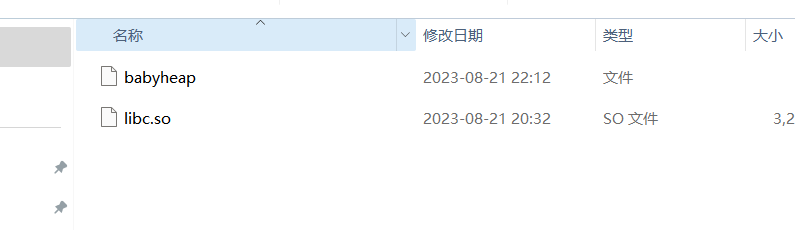 名称 修改日期 类型 大小
babyheap 2023-08-21 22:12 文件
libc.so 2023-08-21 20:32 SO 文件 3,2